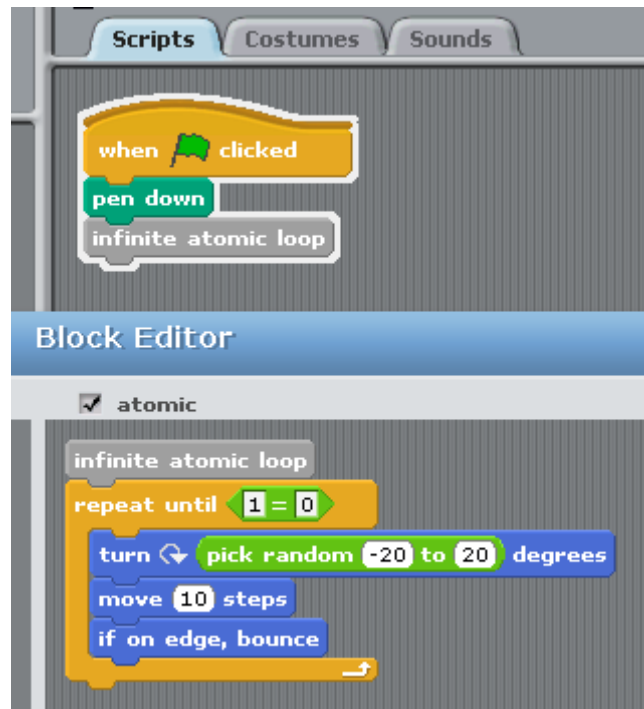 Scripts Costumes Sounds
when clicked
pen down
infinite atomic loop
Block Editor
atomic
infinite atomic loop
repeat until 1 = 0
turn pick random -20 to 20 degrees
move 10 steps
if on edge, bounce